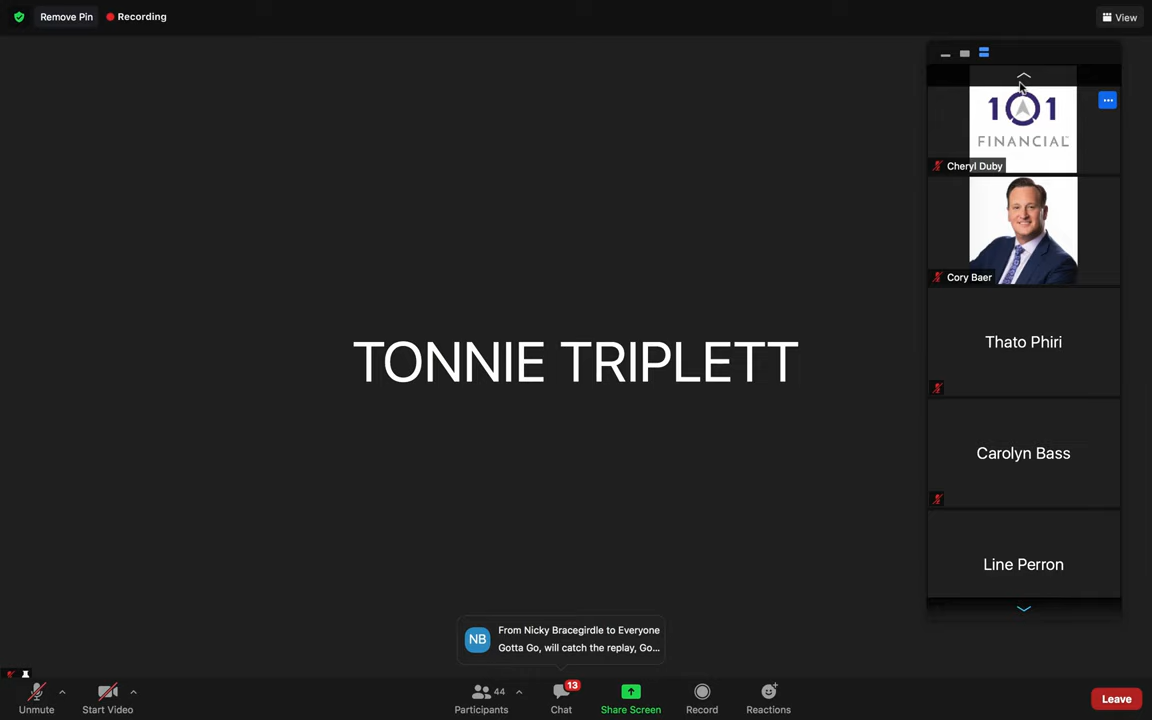 Remove Pin
Recording
View
101
FINANCIAL
Cheryl Duby
Cory Baer
Thato Phiri
TONNIE TRIPLETT
Carolyn Bass
Line Perron
NB
From Nicky Bracegirdle to Everyone
Gotta Go, will catch the replay, Go...
Unmute
Start Video
44
Participants
13
Chat
Share Screen
Record
Reactions
Leave